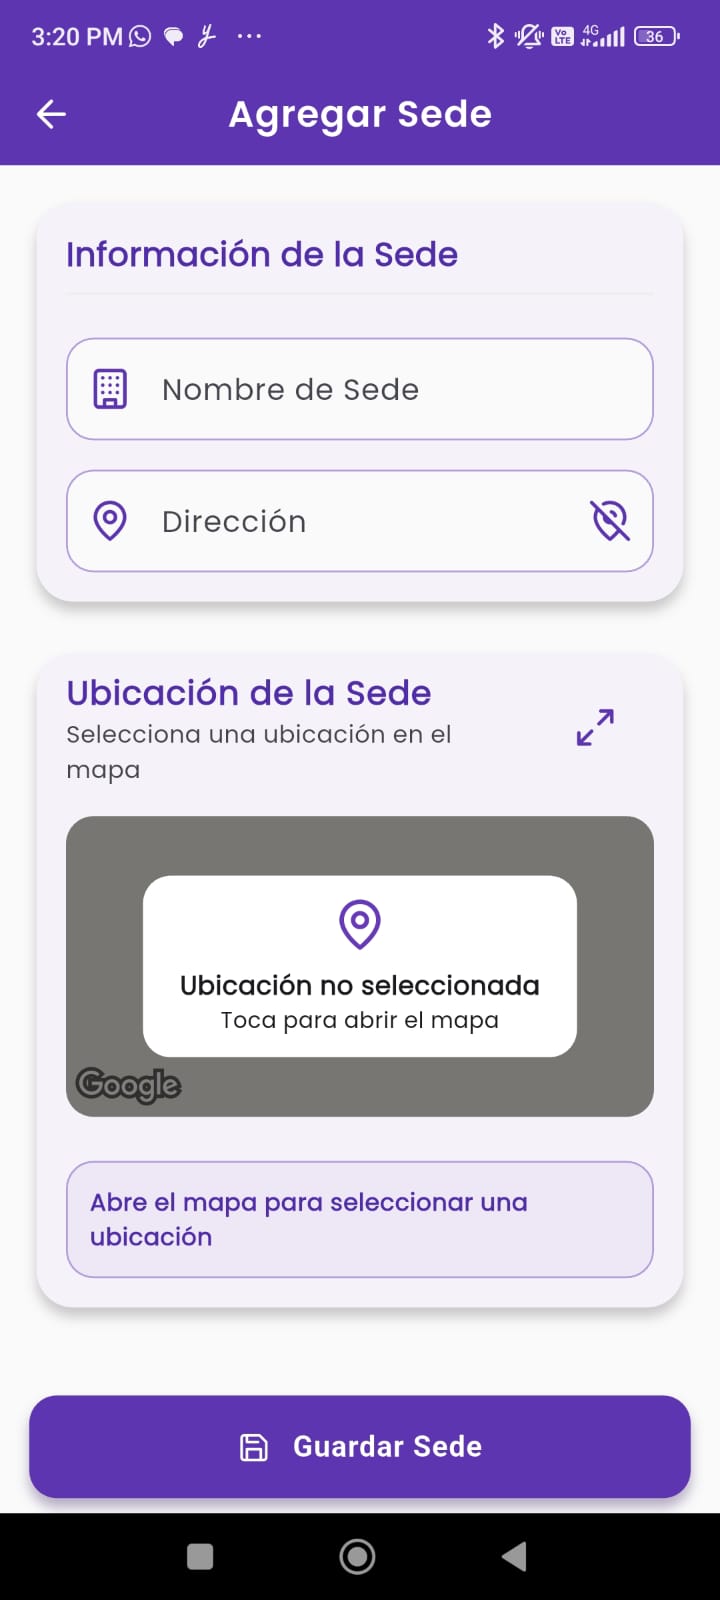 3:20 PM
VoLTE 4G 36
Agregar Sede
Información de la Sede
Nombre de Sede
Dirección
Ubicación de la Sede
Selecciona una ubicación en el
mapa
Ubicación no seleccionada
Toca para abrir el mapa
Google
Abre el mapa para seleccionar una
ubicación
Guardar Sede